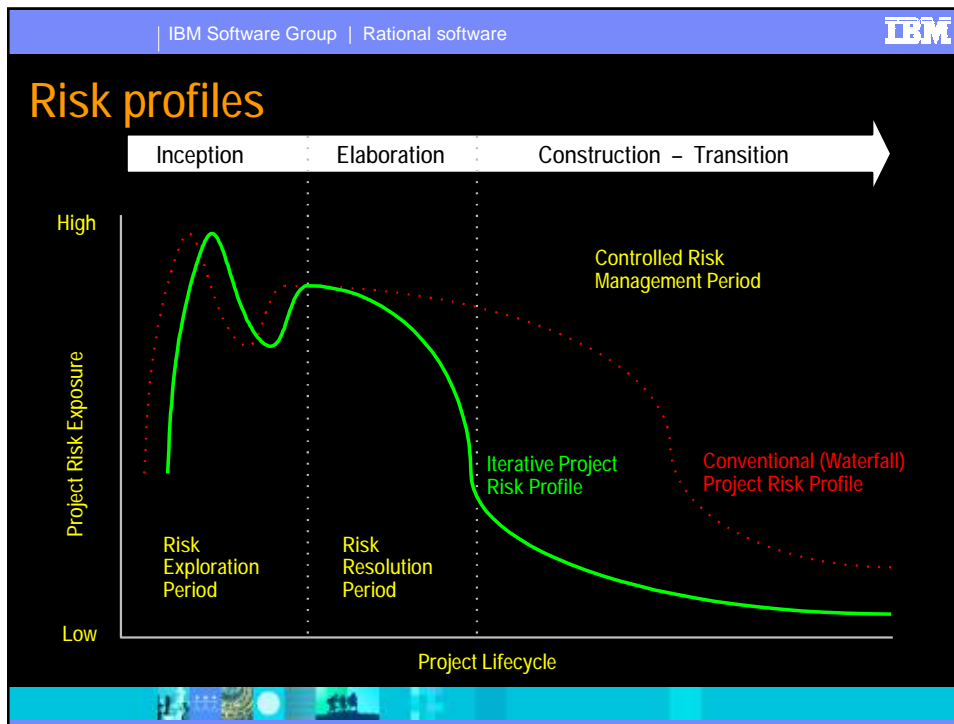 | IBM Software Group | Rational software
IBM
Risk profiles
Inception
Elaboration
Construction – Transition
High
Controlled Risk
Management Period
Project Risk Exposure
Iterative Project
Risk Profile
Conventional (Waterfall)
Project Risk Profile
Risk
Exploration
Period
Risk
Resolution
Period
Low
Project Lifecycle